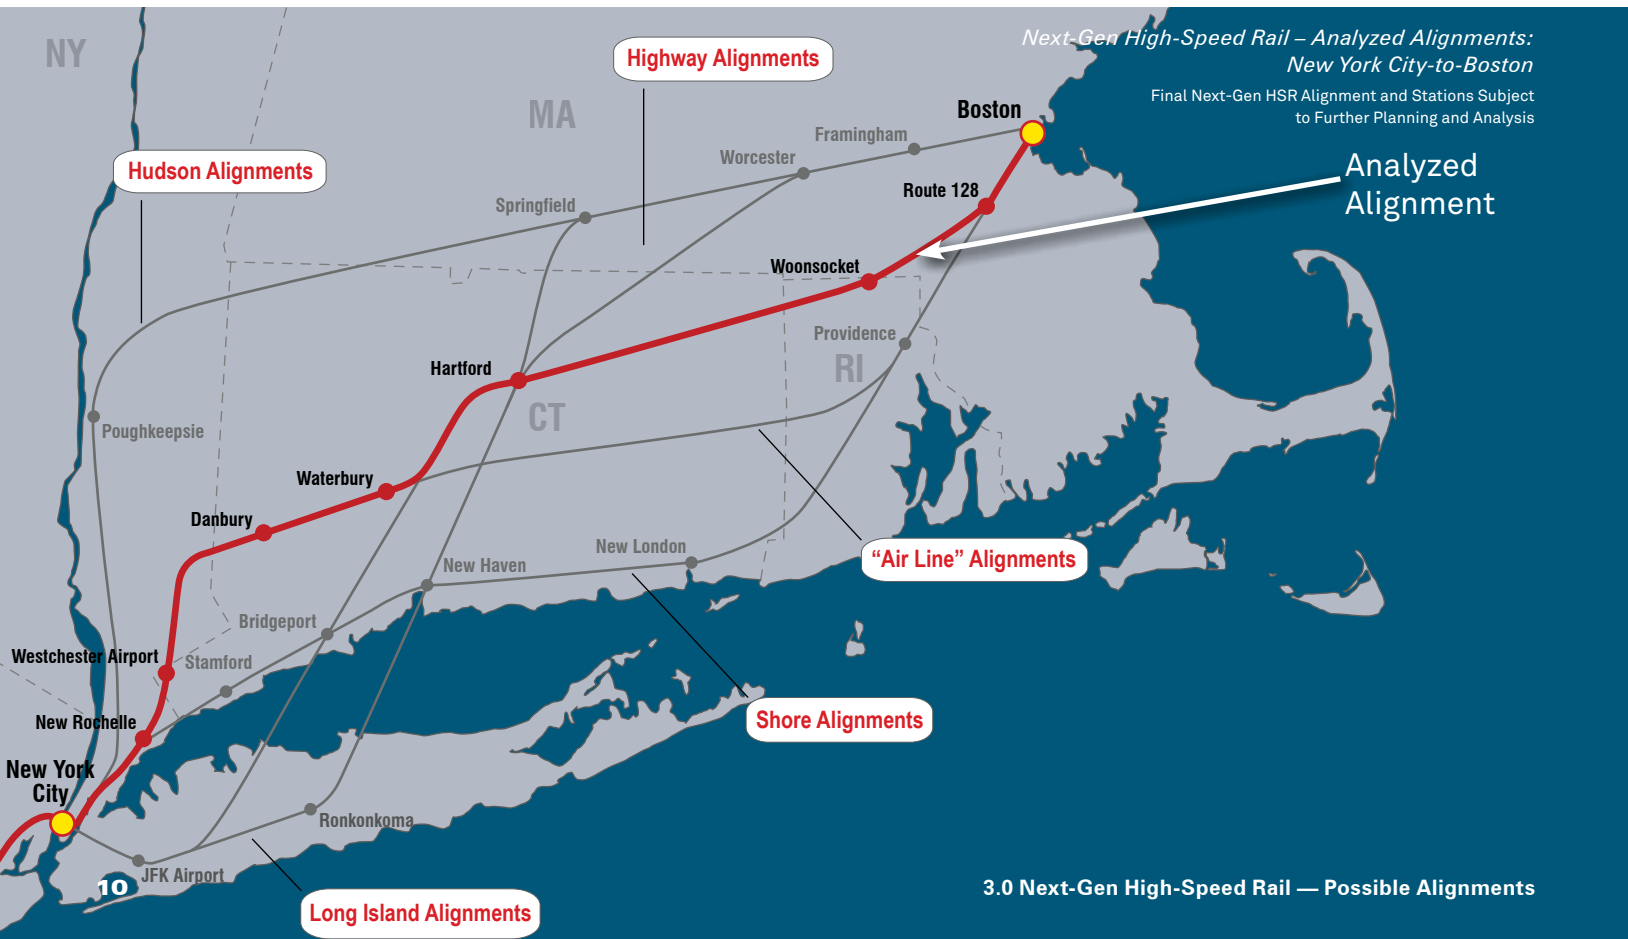 NY
Next-Gen High-Speed Rail – Analyzed Alignments:
New York City-to-Boston
Final Next-Gen HSR Alignment and Stations Subject
to Further Planning and Analysis
Highway Alignments
MA
Boston
Framingham
Worcester
Hudson Alignments
Analyzed
Alignment
Route 128
Springfield
Woonsocket
Providence
RI
Hartford
CT
Poughkeepsie
Waterbury
Danbury
New London
“Air Line” Alignments
New Haven
Bridgeport
Westchester Airport
Stamford
New Rochelle
Shore Alignments
New York
City
Ronkonkoma
JFK Airport
10
3.0 Next-Gen High-Speed Rail — Possible Alignments
Long Island Alignments